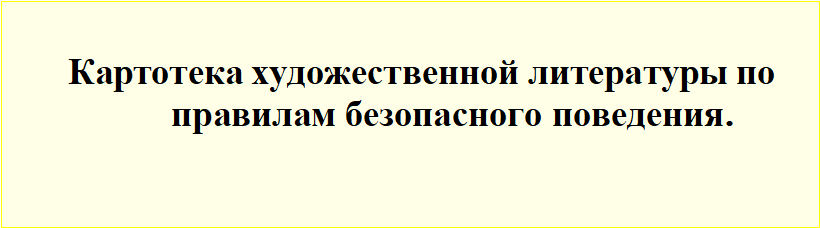 Картотека художественной литературы по
правилам безопасного поведения.